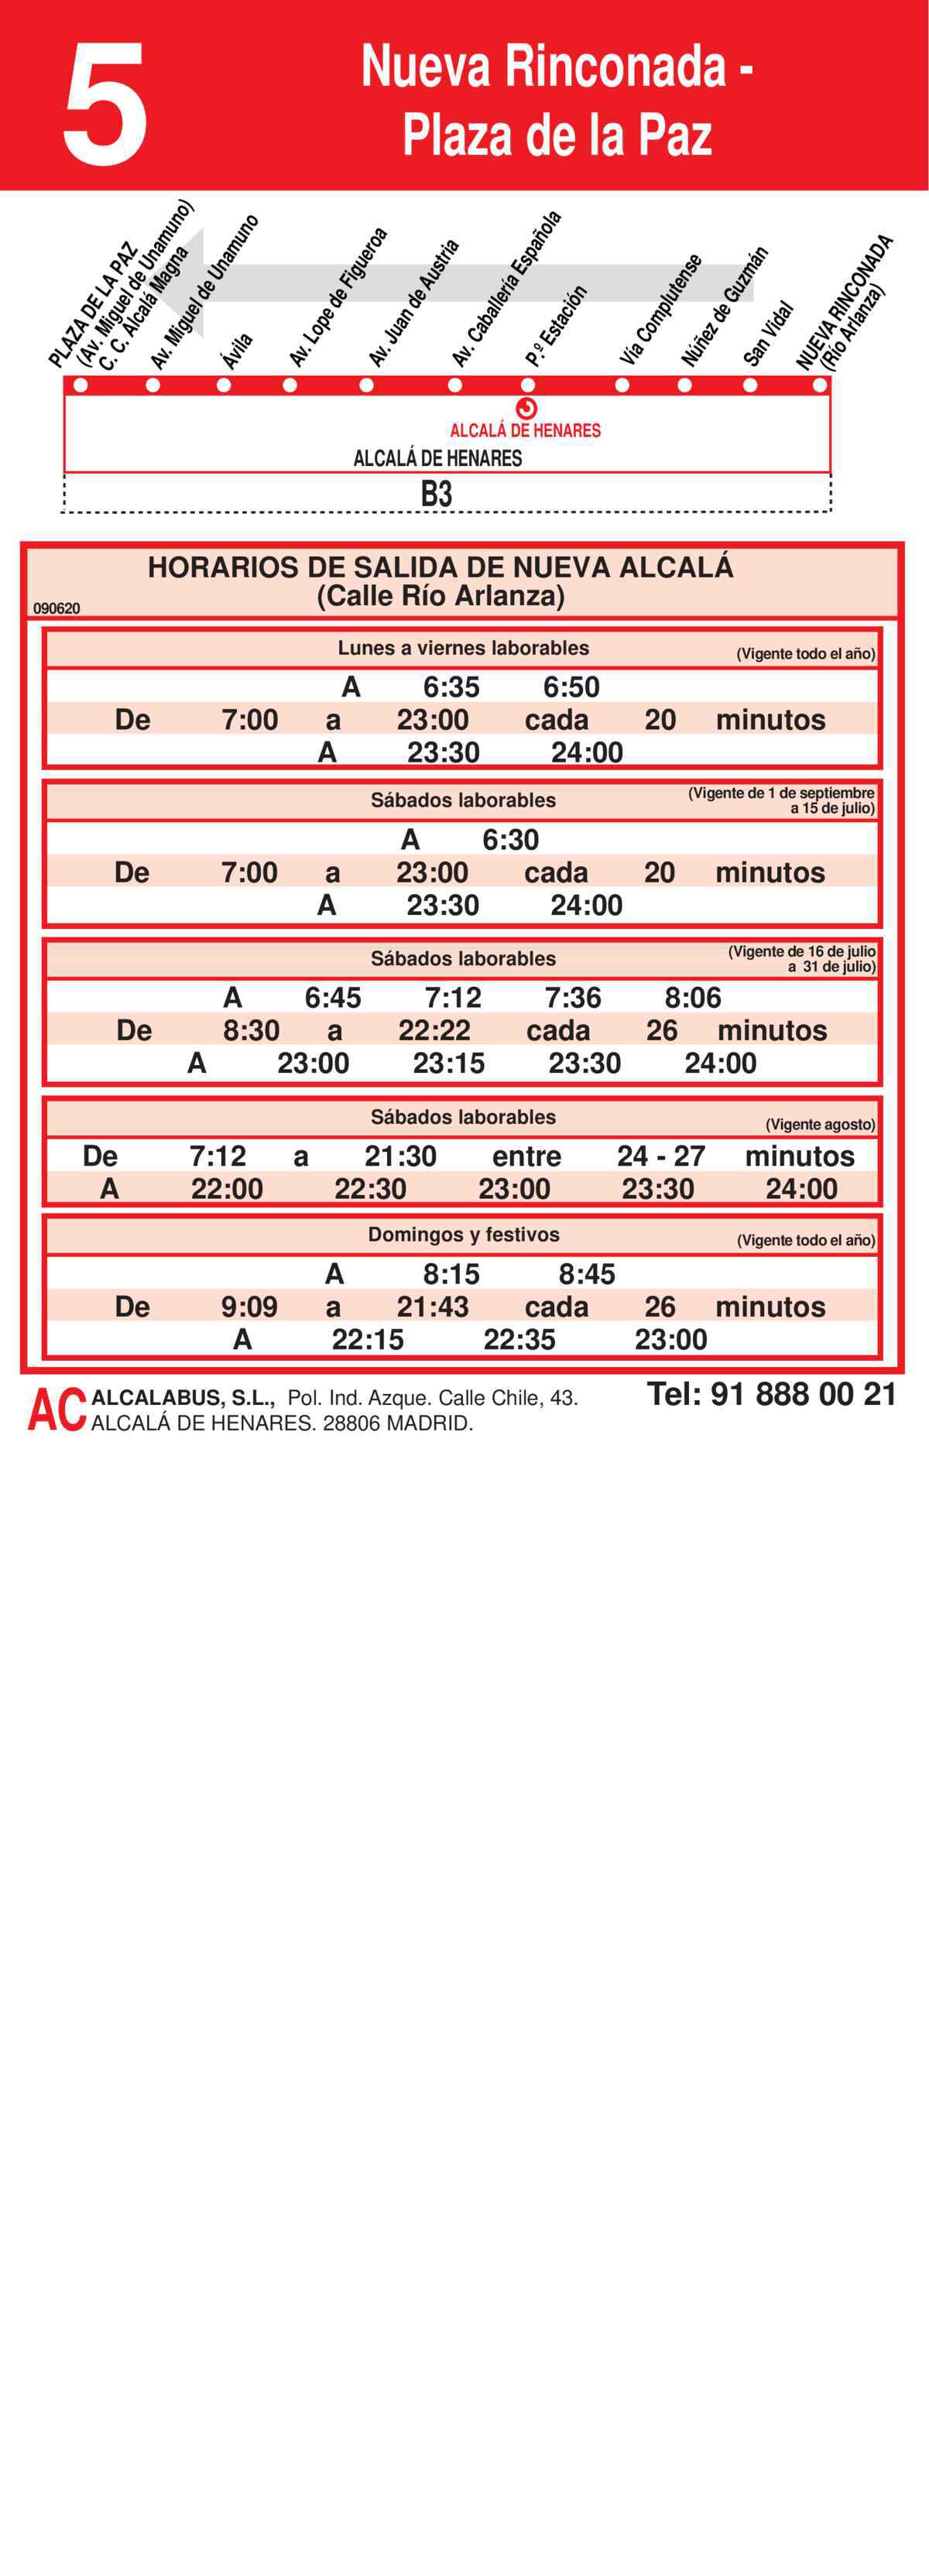 5
Nueva Rinconada -
Plaza de la Paz
PLAZA DE LA PAZ
(Av. Miguel de Unamuno)
C. C. Alcalá Magna
Av. Miguel de Unamuno
Ávila
Av. Lope de Figueroa
Av. Juan de Austria
Av. Caballería Española
P.º Estación
Vía Complutense
Núñez de Guzmán
San Vidal
NUEVA RINCONADA
(Río Arlanza)
ALCALÁ DE HENARES
ALCALÁ DE HENARES
B3
HORARIOS DE SALIDA DE NUEVA ALCALÁ
(Calle Río Arlanza)
090620
Lunes a viernes laborables (Vigente todo el año)
A 6:35 6:50
De 7:00 a 23:00 cada 20 minutos
A 23:30 24:00
Sábados laborables (Vigente de 1 de septiembre
a 15 de julio)
A 6:30
De 7:00 a 23:00 cada 20 minutos
A 23:30 24:00
Sábados laborables (Vigente de 16 de julio
a 31 de julio)
A 6:45 7:12 7:36 8:06
De 8:30 a 22:22 cada 26 minutos
A 23:00 23:15 23:30 24:00
Sábados laborables (Vigente agosto)
De 7:12 a 21:30 entre 24 - 27 minutos
A 22:00 22:30 23:00 23:30 24:00
Domingos y festivos (Vigente todo el año)
A 8:15 8:45
De 9:09 a 21:43 cada 26 minutos
A 22:15 22:35 23:00
AC ALCALABUS, S.L., Pol. Ind. Azque. Calle Chile, 43. Tel: 91 888 00 21
ALCALÁ DE HENARES. 28806 MADRID.